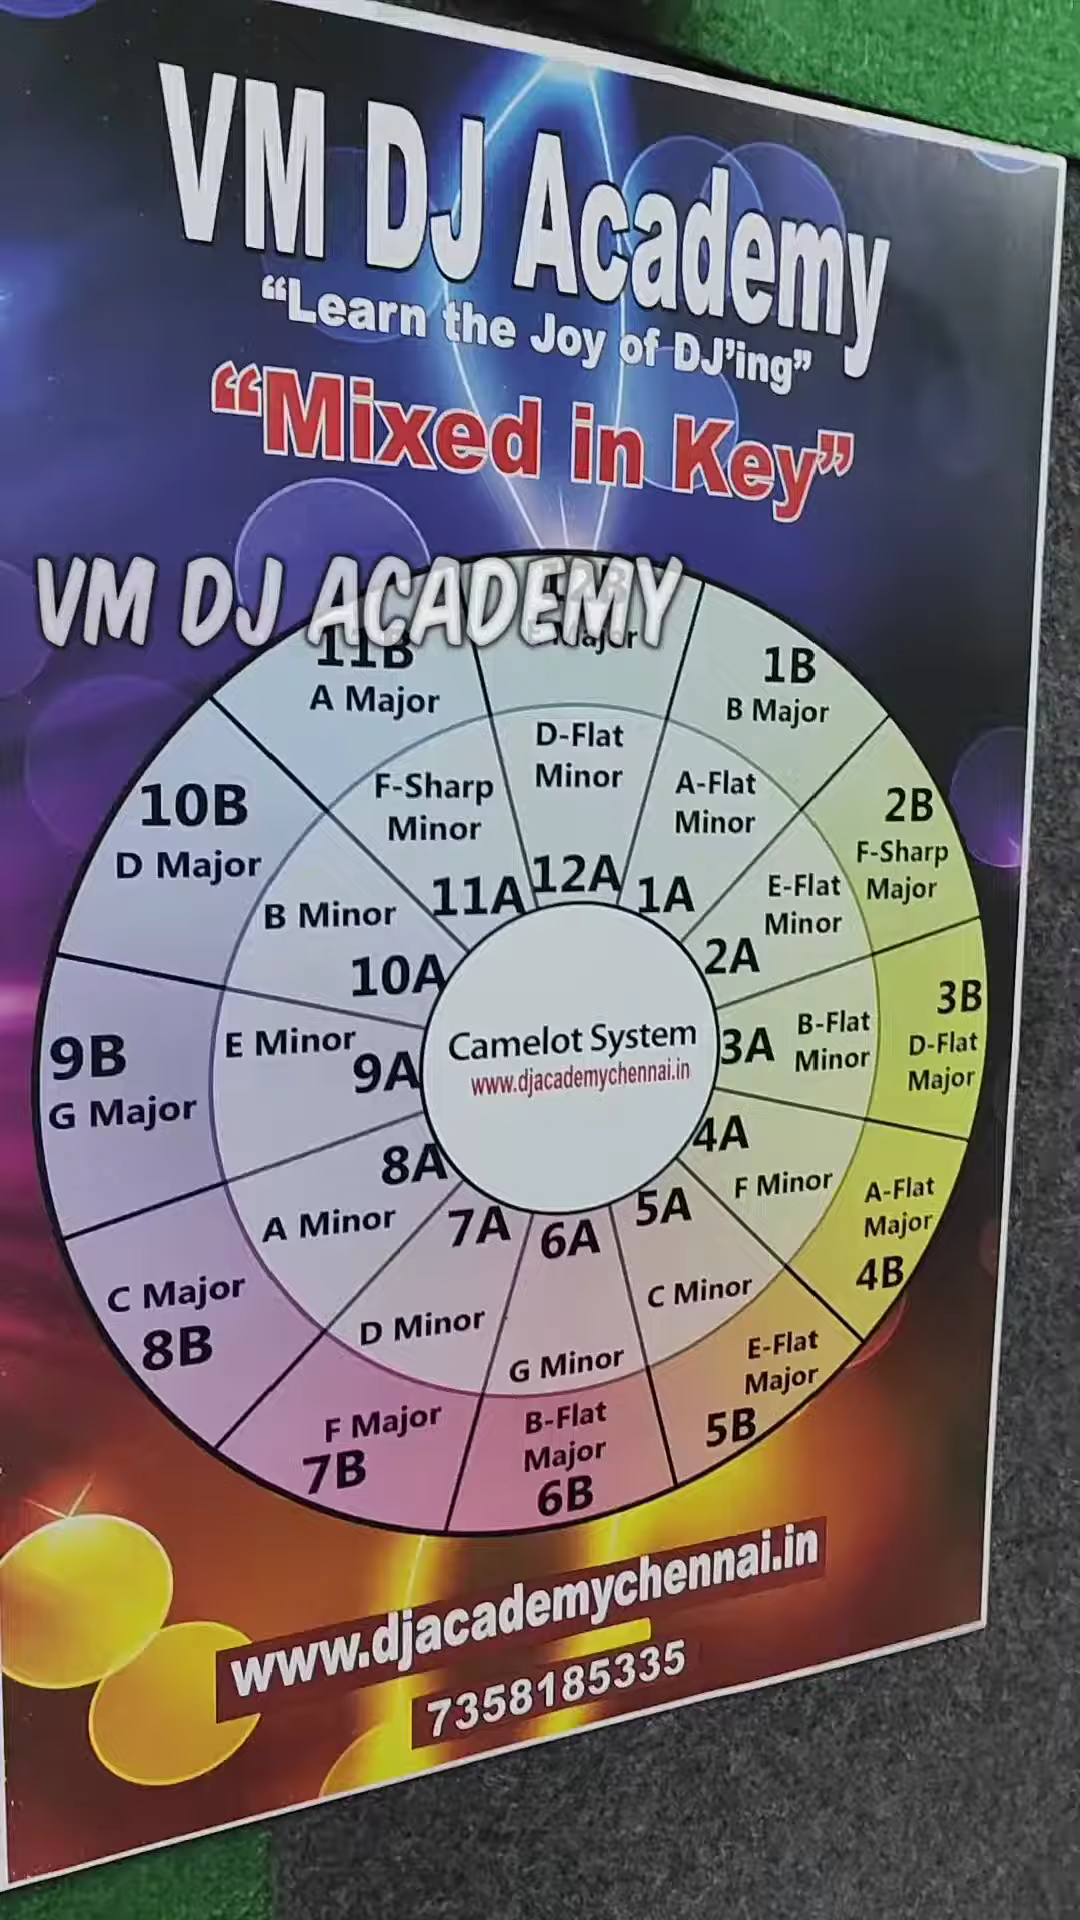 VM DJ Academy
“Learn the Joy of DJ’ing”
“Mixed in Key”
VM DJ ACADEMY
Major
11B
A Major
1B
B Major
D-Flat
Minor
12A
F-Sharp
Minor
11A
A-Flat
Minor
1A
10B
D Major
2B
F-Sharp
Major
B Minor
10A
E-Flat
Minor
2A
9B
G Major
E Minor
9A
Camelot System
www.djacademychennai.in
3A
B-Flat
Minor
3B
D-Flat
Major
8A
A Minor
C Major
8B
4A
F Minor
A-Flat
Major
4B
7A
D Minor
F Major
7B
6A
G Minor
B-Flat
Major
6B
5A
C Minor
E-Flat
Major
5B
www.djacademychennai.in
7358185335